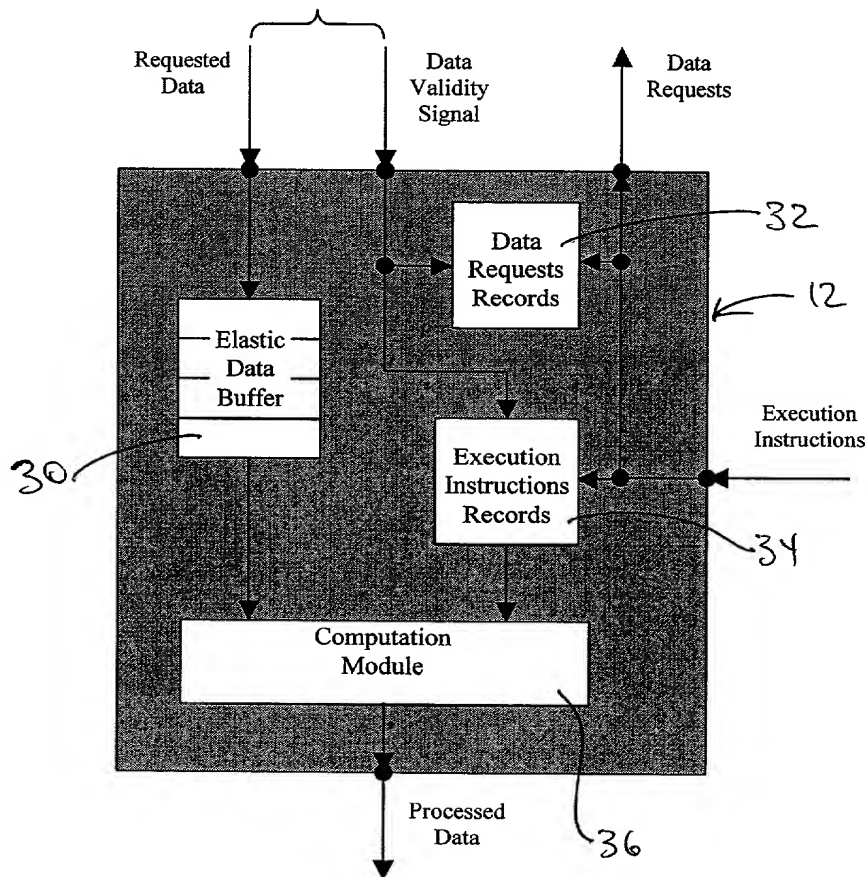 Requested
Data
Data
Validity
Signal
Data
Requests
32
Data
Requests
Records
12
Elastic
Data
Buffer
Execution
Instructions
30
Execution
Instructions
Records
34
Computation
Module
Processed
Data
36